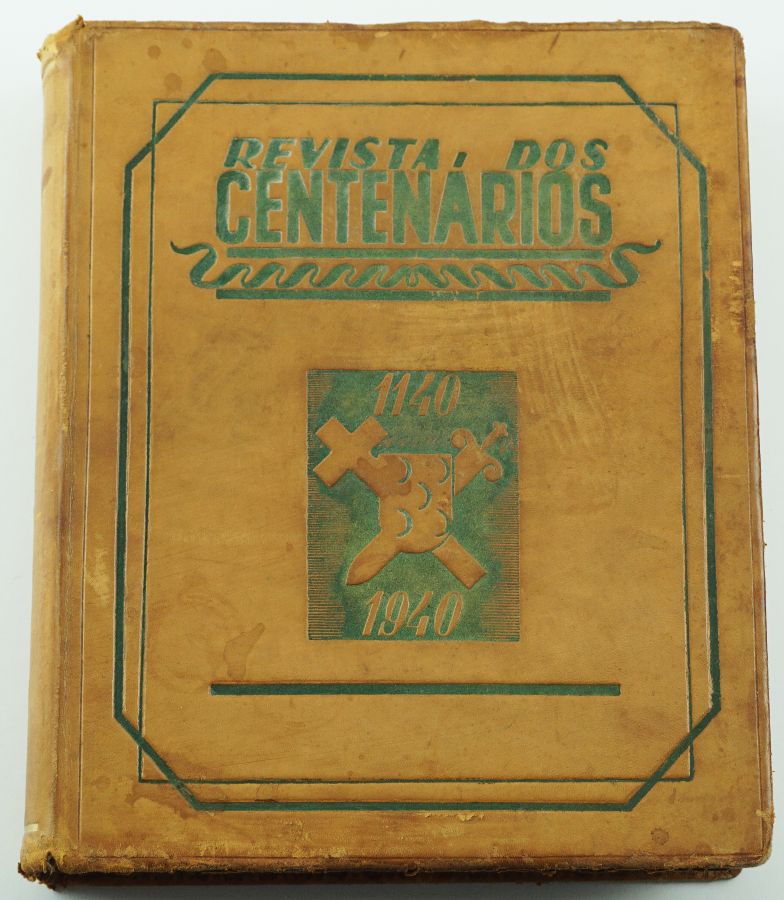 REVISTA DOS
CENTENÁRIOS
1140
1940